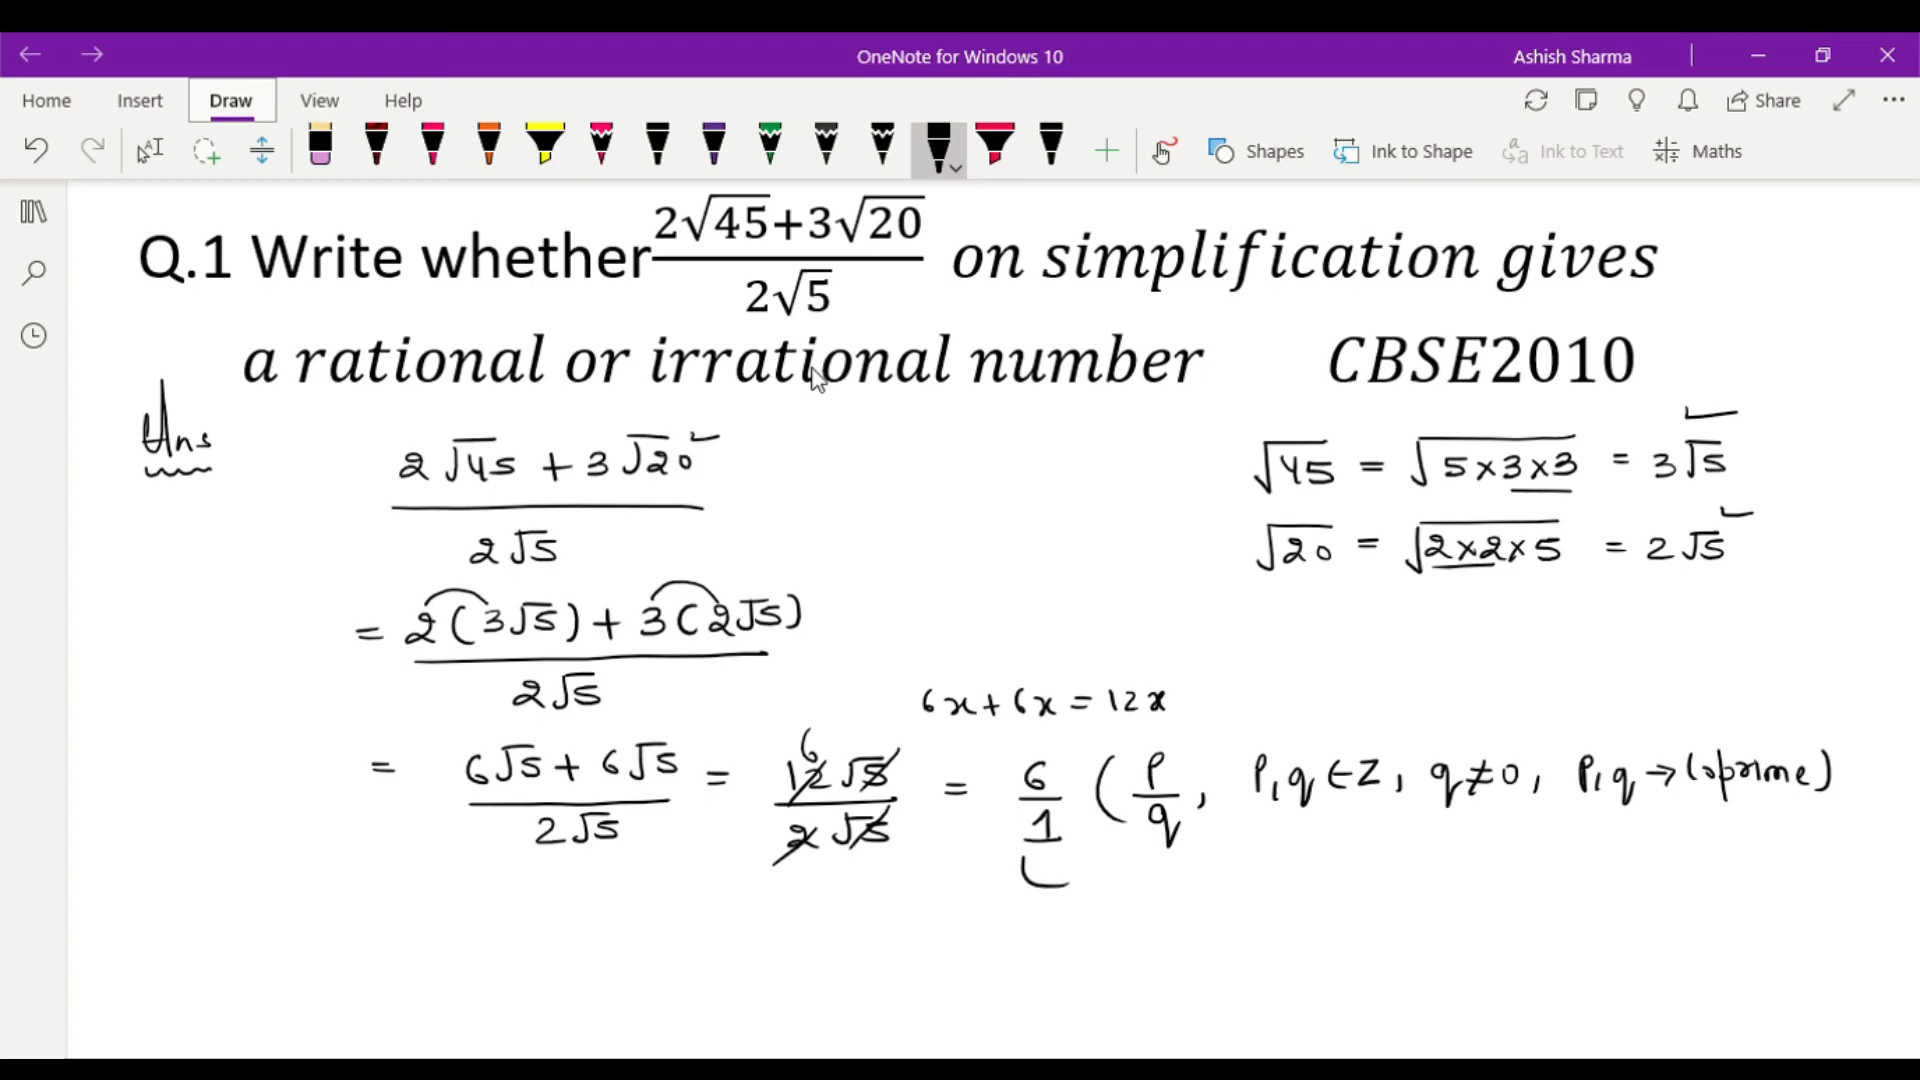 OneNote for Windows 10
Ashish Sharma
Home Insert Draw View Help
Share
Shapes Ink to Shape Ink to Text Maths
Q.1 Write whether (2√45+3√20)/(2√5) on simplification gives
a rational or irrational number CBSE2010
Ans
(2√45 + 3√20)/(2√5)
√45 = √(5×3×3) = 3√5
√20 = √(2×2×5) = 2√5
= (2(3√5) + 3(2√5))/(2√5)
6x + 6x = 12x
= (6√5 + 6√5)/(2√5) = 6 (12√5)/(2√5) = 6/1 (p/q, p,q ∈ Z, q≠0, p,q → coprime)